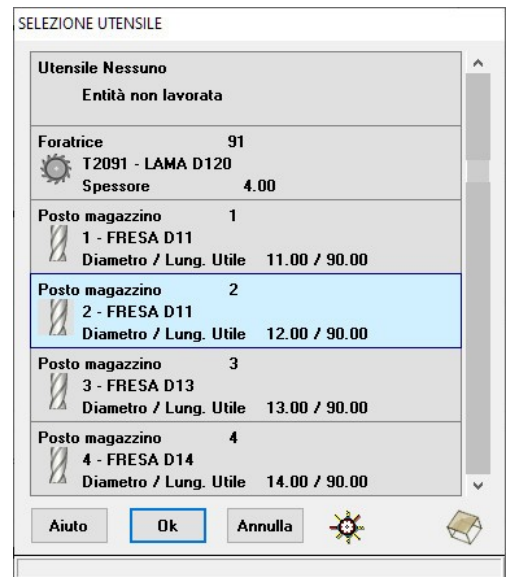 SELEZIONE UTENSILE
Utensile Nessuno
Entità non lavorata
Foratrice 91
T2091 - LAMA D120
Spessore 4.00
Posto magazzino 1
1 - FRESA D11
Diametro / Lung. Utile 11.00 / 90.00
Posto magazzino 2
2 - FRESA D11
Diametro / Lung. Utile 12.00 / 90.00
Posto magazzino 3
3 - FRESA D13
Diametro / Lung. Utile 13.00 / 90.00
Posto magazzino 4
4 - FRESA D14
Diametro / Lung. Utile 14.00 / 90.00
Aiuto Ok Annulla